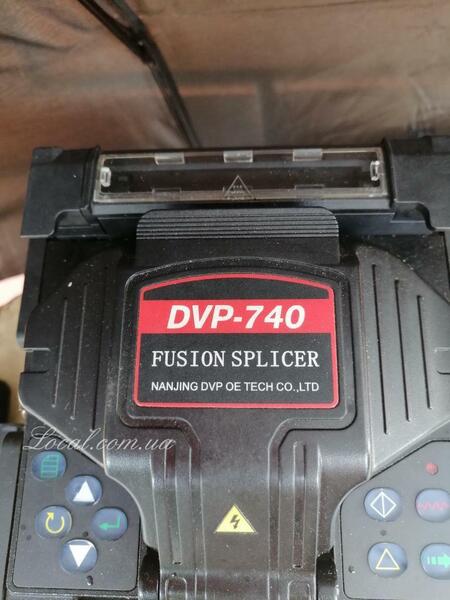 DVP-740
FUSION SPLICER
NANJING DVP OE TECH CO.,LTD
Local.com.ua